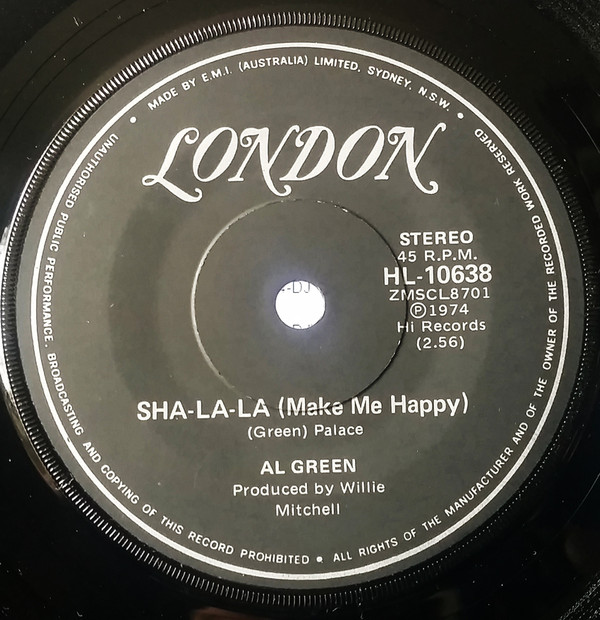 MADE BY E.M.I. (AUSTRALIA) LIMITED. SYDNEY. N.S.W.
LONDON
STEREO
45 R.P.M.
HL-10638
ZMSCL8701
Ⓟ1974
Hi Records
(2.56)
-DJ
SHA-LA-LA (Make Me Happy)
(Green) Palace
AL GREEN
Produced by Willie
Mitchell
UNAUTHORISED PUBLIC PERFORMANCE. BROADCASTING AND COPYING OF THIS RECORD PROHIBITED • ALL RIGHTS OF THE MANUFACTURER AND OF THE OWNER OF THE RECORDED WORK RESERVED